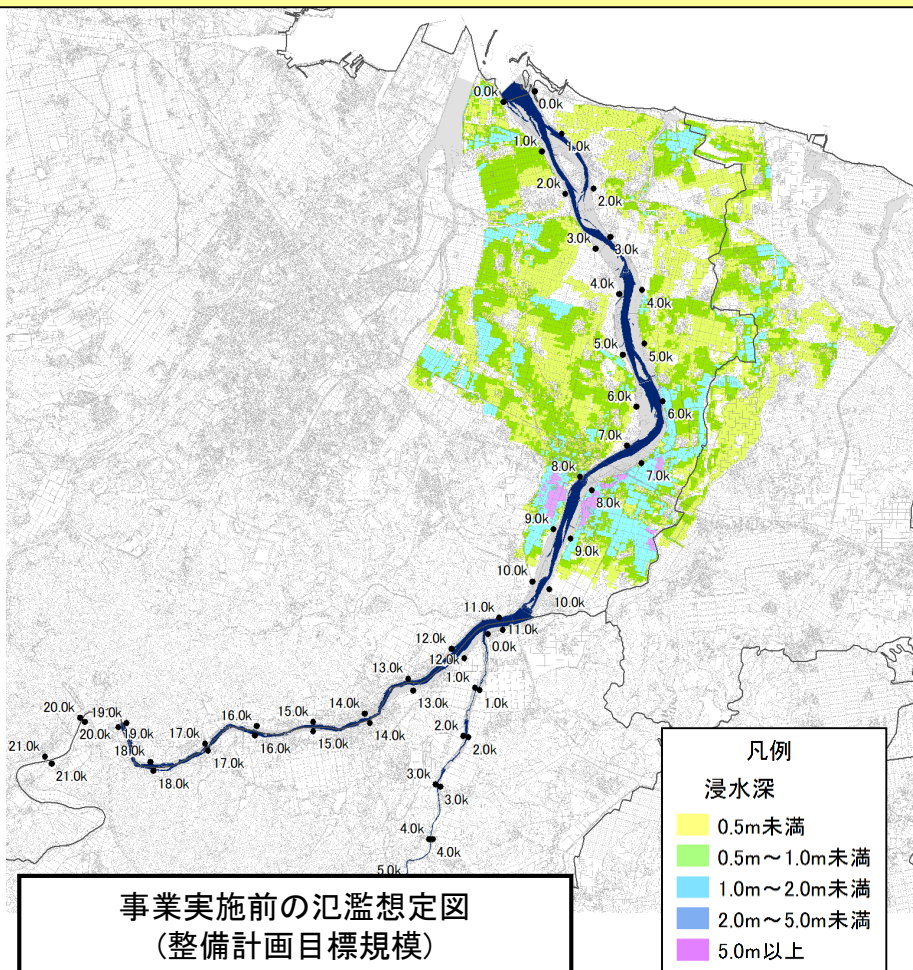 0.0k
0.0k
1.0k
1.0k
2.0k
2.0k
3.0k
3.0k
4.0k
4.0k
5.0k
5.0k
6.0k
6.0k
7.0k
7.0k
8.0k
8.0k
9.0k
9.0k
10.0k
10.0k
11.0k
11.0k
0.0k
12.0k
12.0k
1.0k
1.0k
13.0k
13.0k
14.0k
14.0k
15.0k
15.0k
16.0k
16.0k
17.0k
17.0k
18.0k
18.0k
19.0k
19.0k
20.0k
20.0k
21.0k
21.0k
2.0k
2.0k
3.0k
3.0k
4.0k
4.0k
5.0k
凡例
浸水深
0.5m未満
0.5m～1.0m未満
1.0m～2.0m未満
2.0m～5.0m未満
5.0m以上
事業実施前の氾濫想定図
(整備計画目標規模)